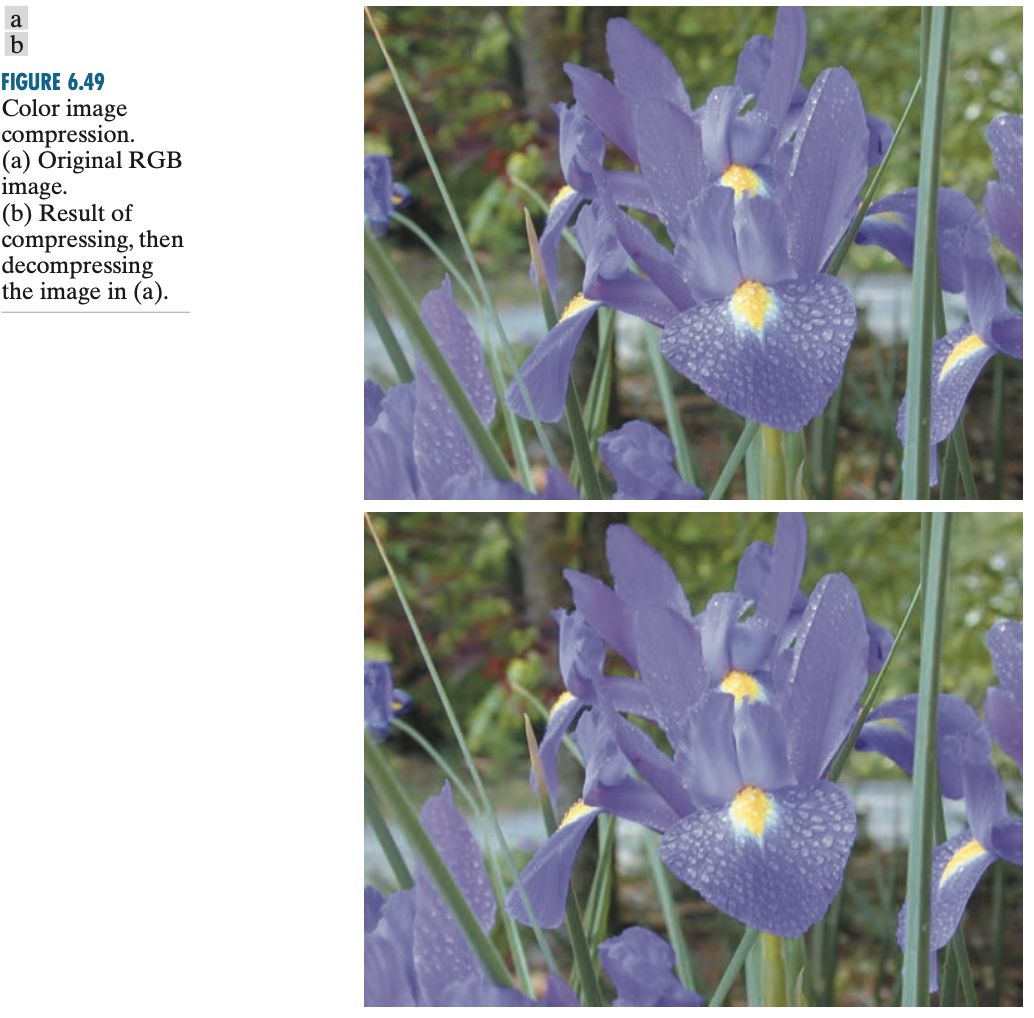 a
b
FIGURE 6.49
Color image
compression.
(a) Original RGB
image.
(b) Result of
compressing, then
decompressing
the image in (a).